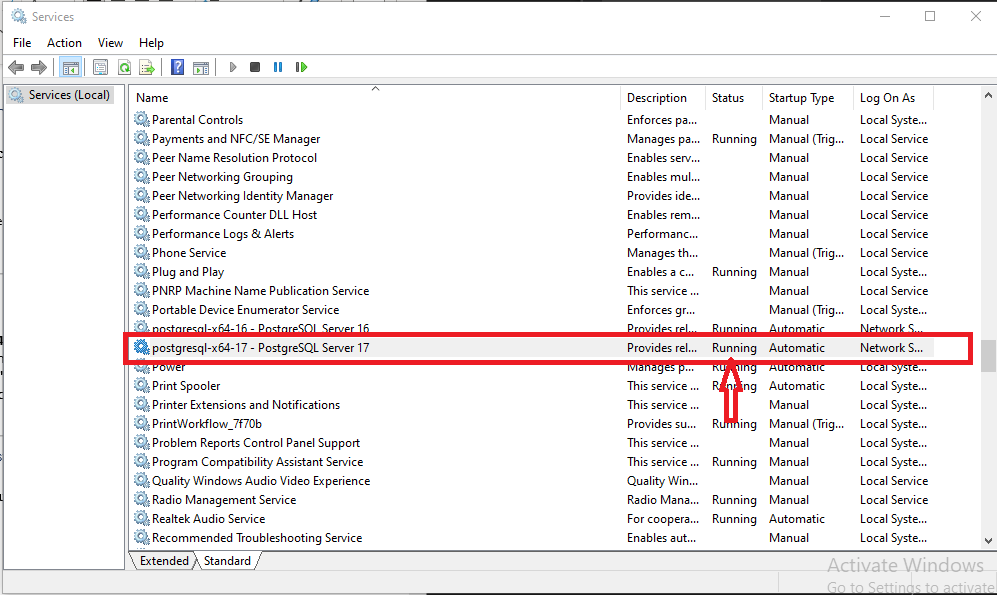 Services
File Action View Help
Services (Local)
Name Description Status Startup Type Log On As
Parental Controls Enforces pa... Manual Local Syste...
Payments and NFC/SE Manager Manages pa... Running Manual (Trig... Local Service
Peer Name Resolution Protocol Enables serv... Manual Local Service
Peer Networking Grouping Enables mul... Manual Local Service
Peer Networking Identity Manager Provides ide... Manual Local Service
Performance Counter DLL Host Enables rem... Manual Local Service
Performance Logs & Alerts Performanc... Manual Local Service
Phone Service Manages th... Manual (Trig... Local Service
Plug and Play Enables a c... Running Manual Local Syste...
PNRP Machine Name Publication Service This service ... Manual Local Service
Portable Device Enumerator Service Enforces gr... Manual (Trig... Local Syste...
postgresql-x64-16 - PostgreSQL Server 16 Provides rel... Running Automatic Network S...
postgresql-x64-17 - PostgreSQL Server 17 Provides rel... Running Automatic Network S...
Power Manages p... Running Automatic Local Syste...
Print Spooler This service ... Running Automatic Local Syste...
Printer Extensions and Notifications This service ... Manual Local Syste...
PrintWorkflow_7f70b Provides su... Running Manual (Trig... Local Syste...
Problem Reports Control Panel Support This service ... Manual Local Syste...
Program Compatibility Assistant Service This service ... Running Manual Local Syste...
Quality Windows Audio Video Experience Quality Win... Manual Local Service
Radio Management Service Radio Mana... Running Manual Local Service
Realtek Audio Service For coopera... Running Automatic Local Syste...
Recommended Troubleshooting Service Enables aut... Manual Local Syste...
Extended Standard
Activate Windows
Go to Settings to activate